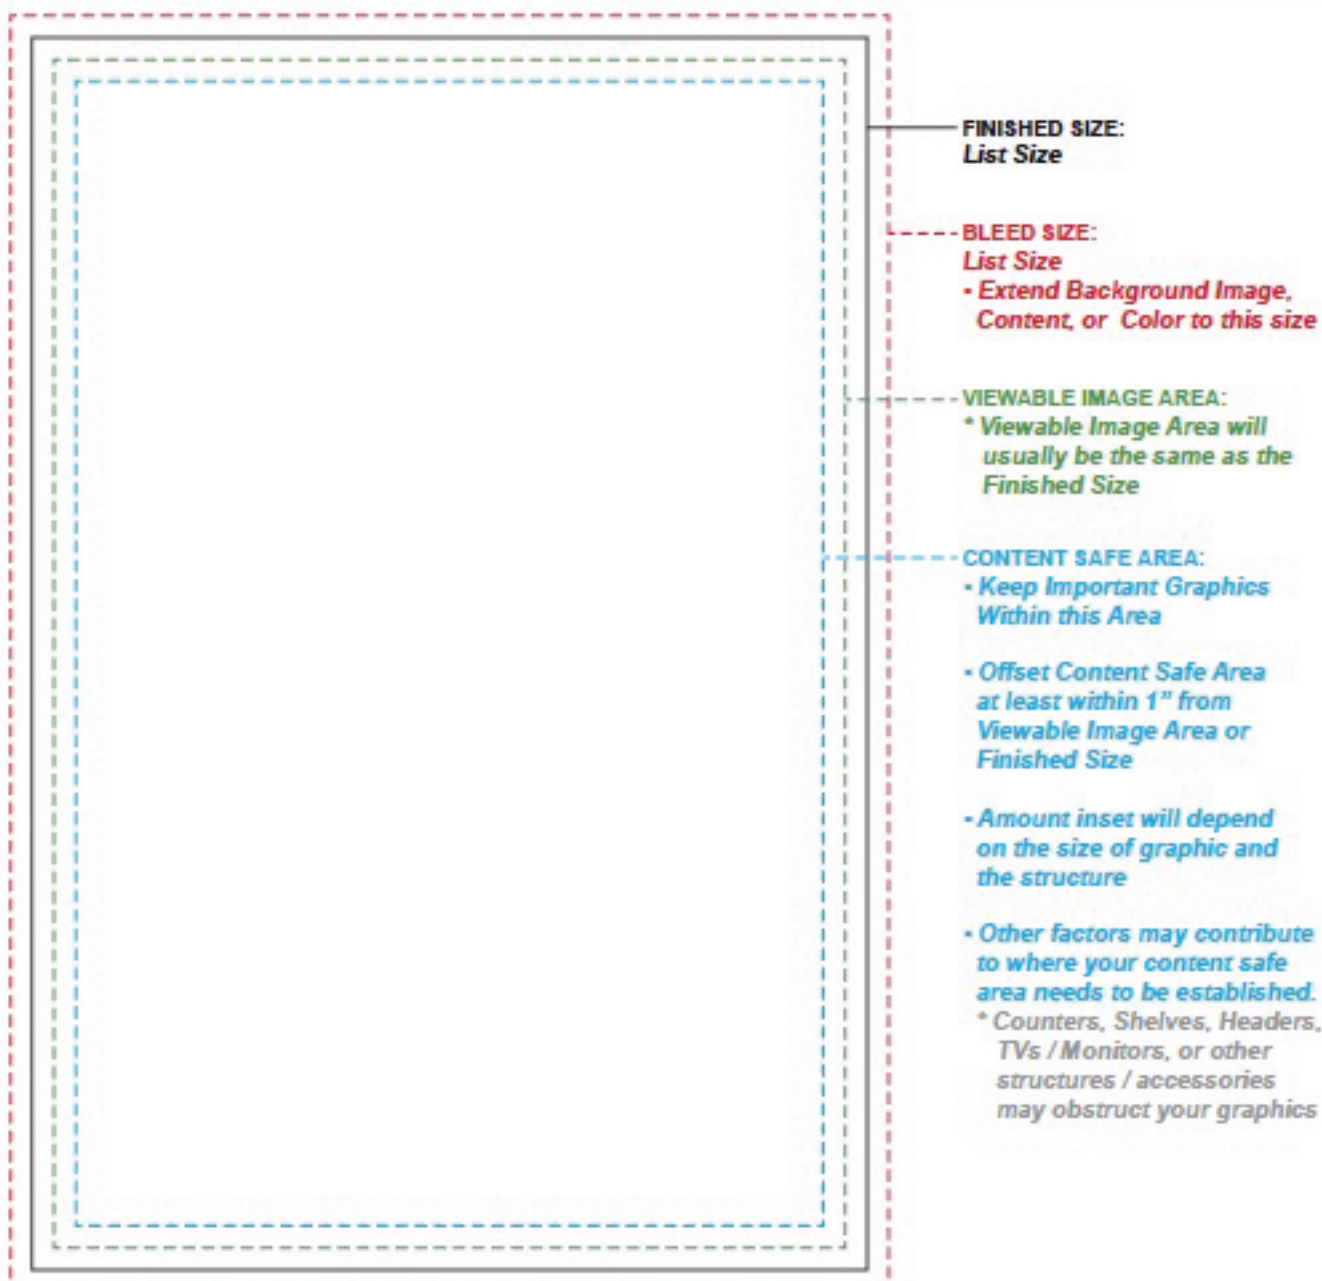 FINISHED SIZE:
List Size
BLEED SIZE:
List Size
- Extend Background Image,
Content, or Color to this size
VIEWABLE IMAGE AREA:
* Viewable Image Area will
usually be the same as the
Finished Size
CONTENT SAFE AREA:
- Keep Important Graphics
Within this Area
- Offset Content Safe Area
at least within 1” from
Viewable Image Area or
Finished Size
- Amount inset will depend
on the size of graphic and
the structure
- Other factors may contribute
to where your content safe
area needs to be established.
* Counters, Shelves, Headers,
TVs / Monitors, or other
structures / accessories
may obstruct your graphics